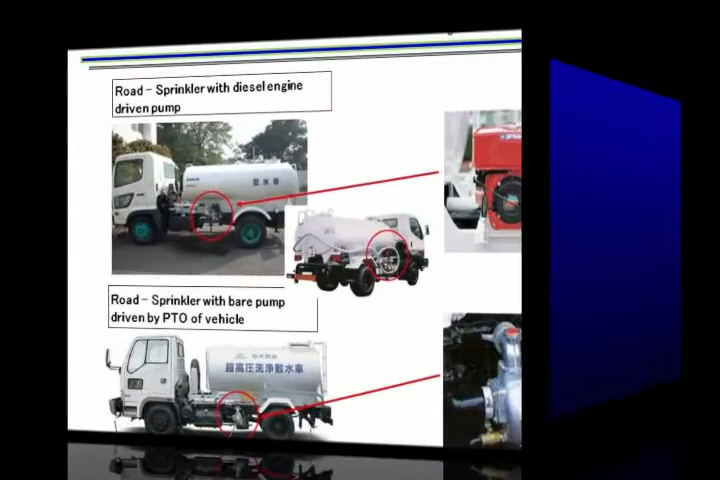 Road - Sprinkler with diesel engine
driven pump
散水車
Road - Sprinkler with bare pump
driven by PTO of vehicle
超高圧洗浄散水車